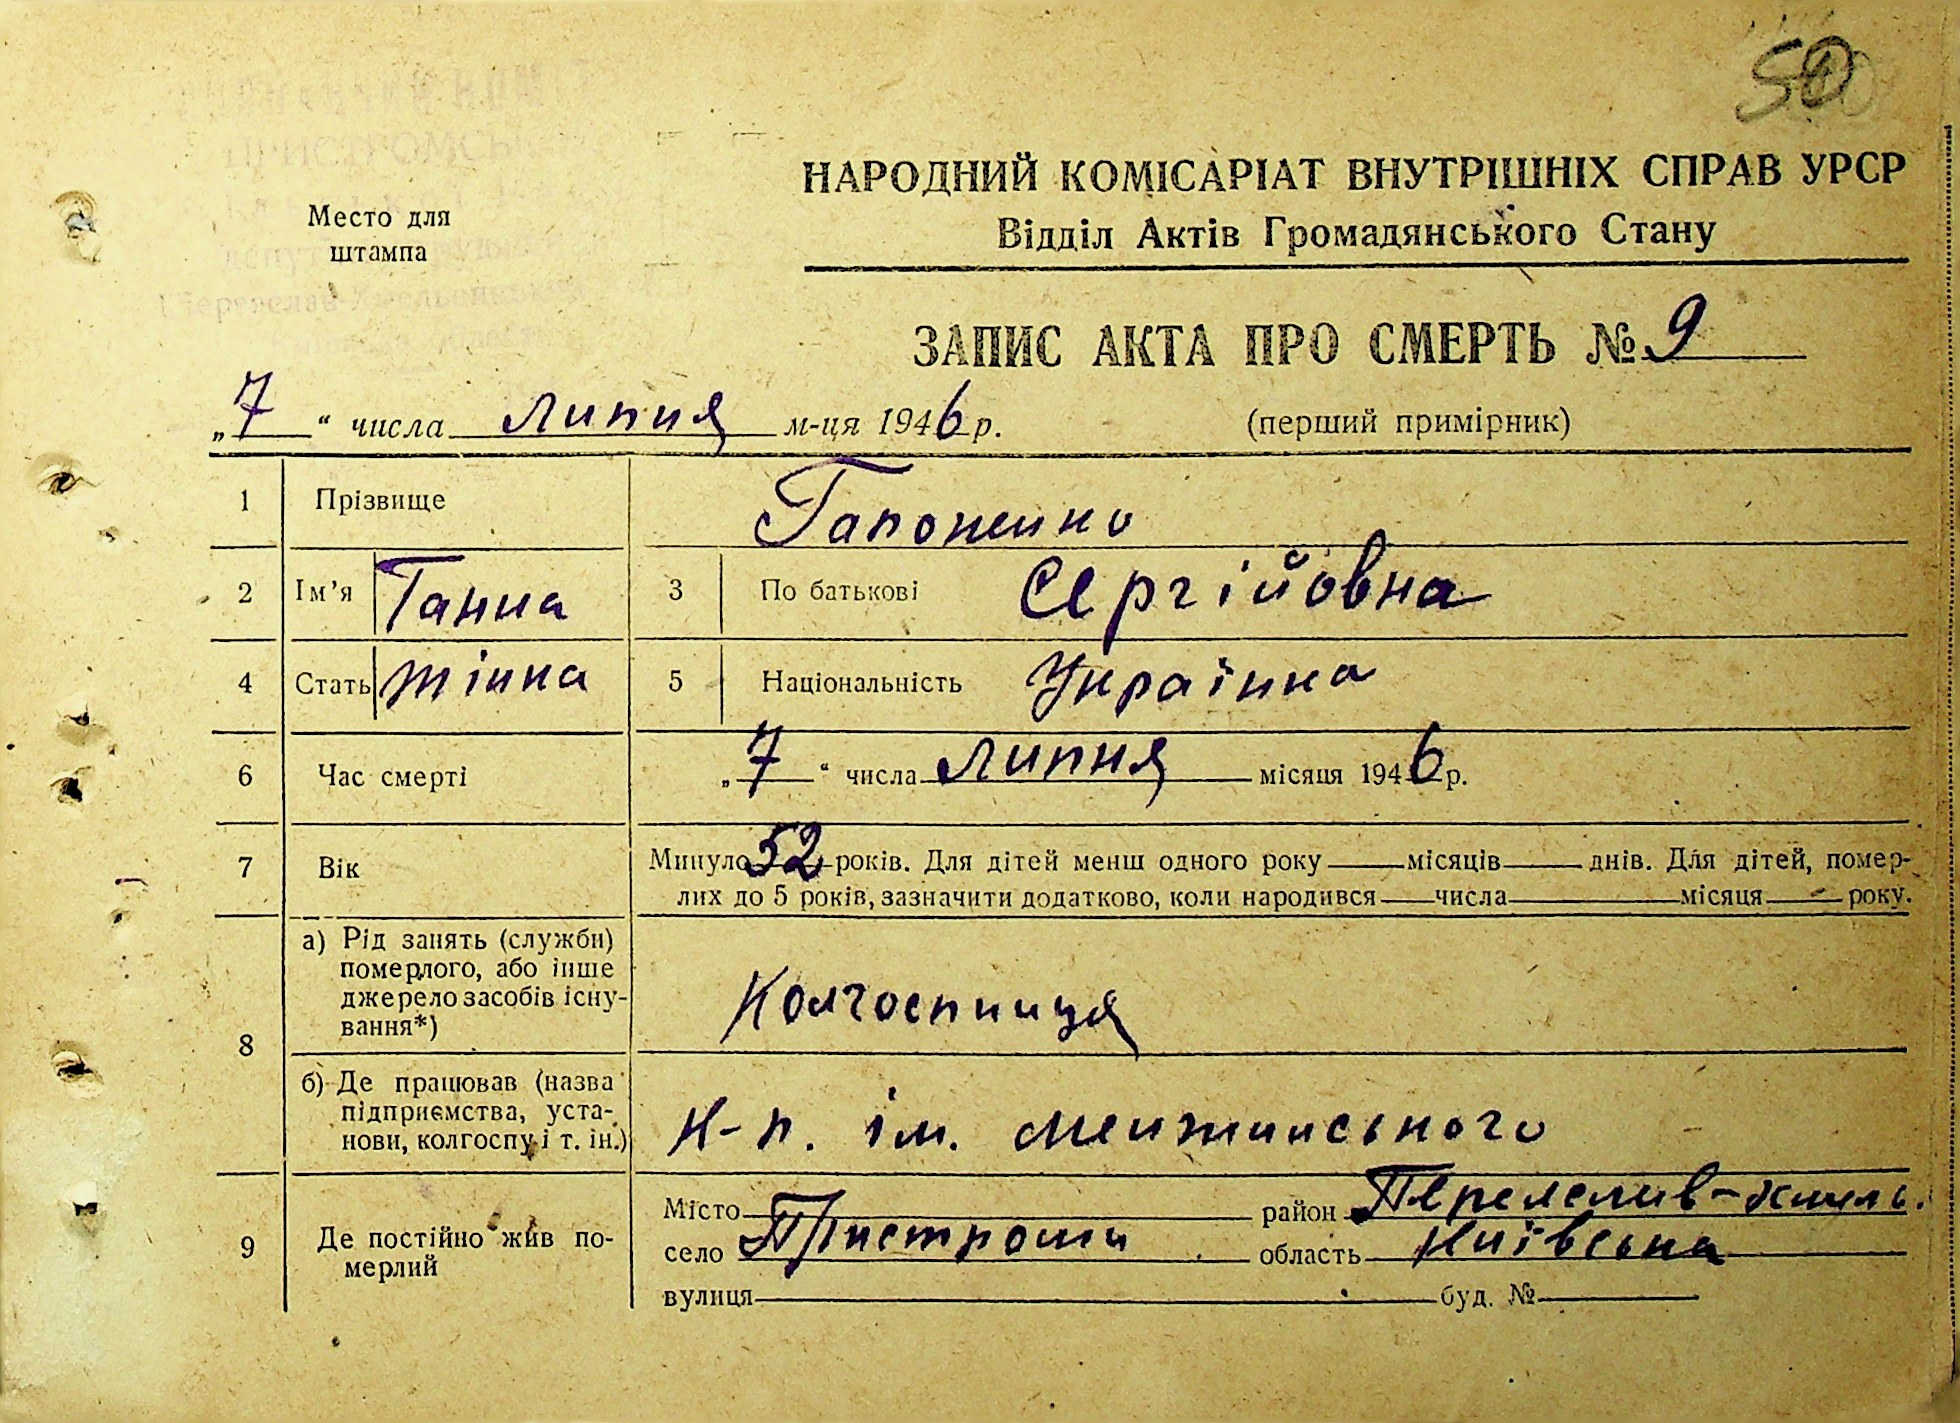 50
НАРОДНИЙ КОМІСАРІАТ ВНУТРІШНІХ СПРАВ УРСР
Место для
штампа
Відділ Актів Громадянського Стану
ЗАПИС АКТА ПРО СМЕРТЬ № 9
„7“ числа липня м-ця 1946 р.
(перший примірник)
1 Прізвище Гапоненко
2 Ім’я Ганна 3 По батькові Сергійовна
4 Стать жінка 5 Національність Українка
6 Час смерті „7“ числа липня місяця 1946 р.
7 Вік Минуло 52 років. Для дітей менш одного року місяців днів. Для дітей, помер-
лих до 5 років, зазначити додатково, коли народився числа місяця року.
8 а) Рід занять (служби)
померлого, або інше
джерело засобів існу-
вання*)
Колгоспниця
б) Де працював (назва
підприємства, уста-
нови, колгоспу і т. ін.)
к-п. ім. Менжинського
9 Де постійно жив по-
мерлий
Місто район Переяслав-Хмель.
село Пристроми область Київська
вулиця буд. №